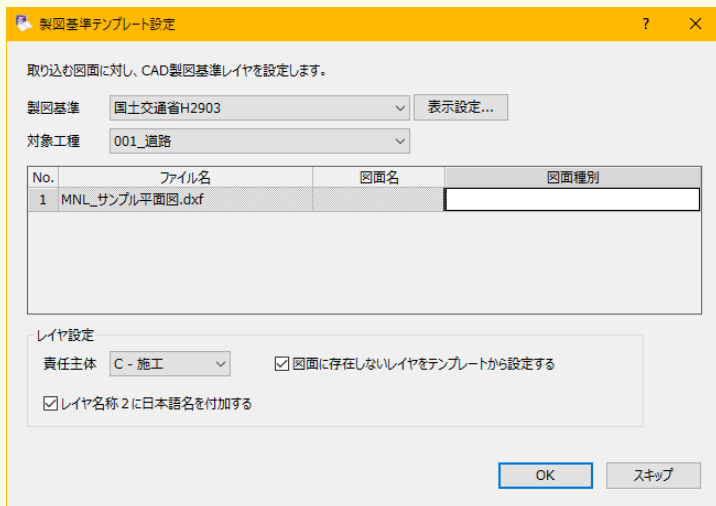 製図基準テンプレート設定 ? ×
取り込む図面に対し、CAD製図基準レイヤを設定します。
製図基準 国土交通省H2903 表示設定...
対象工種 001_道路
No. ファイル名 図面名 図面種別
1 MNL_サンプル平面図.dxf
レイヤ設定
責任主体 C - 施工 図面に存在しないレイヤをテンプレートから設定する
レイヤ名称2に日本語名を付加する
OK スキップ